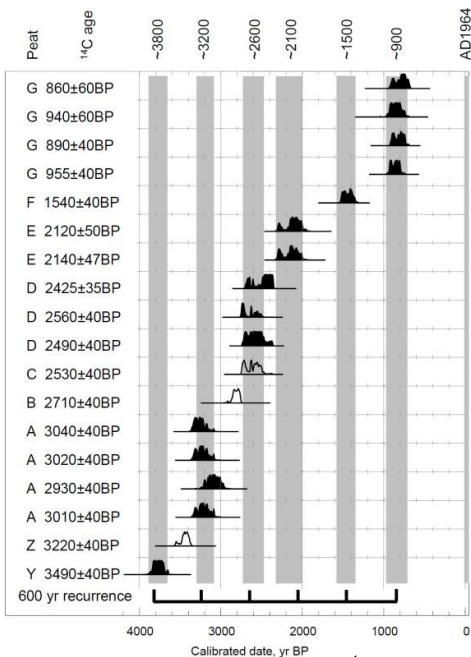 Peat
¹⁴C age
~3800
~3200
~2600
~2100
~1500
~900
AD1964
G 860±60BP
G 940±60BP
G 890±40BP
G 955±40BP
F 1540±40BP
E 2120±50BP
E 2140±47BP
D 2425±35BP
D 2560±40BP
D 2490±40BP
C 2530±40BP
B 2710±40BP
A 3040±40BP
A 3020±40BP
A 2930±40BP
A 3010±40BP
Z 3220±40BP
Y 3490±40BP
600 yr recurrence
4000 3000 2000 1000 0
Calibrated date, yr BP